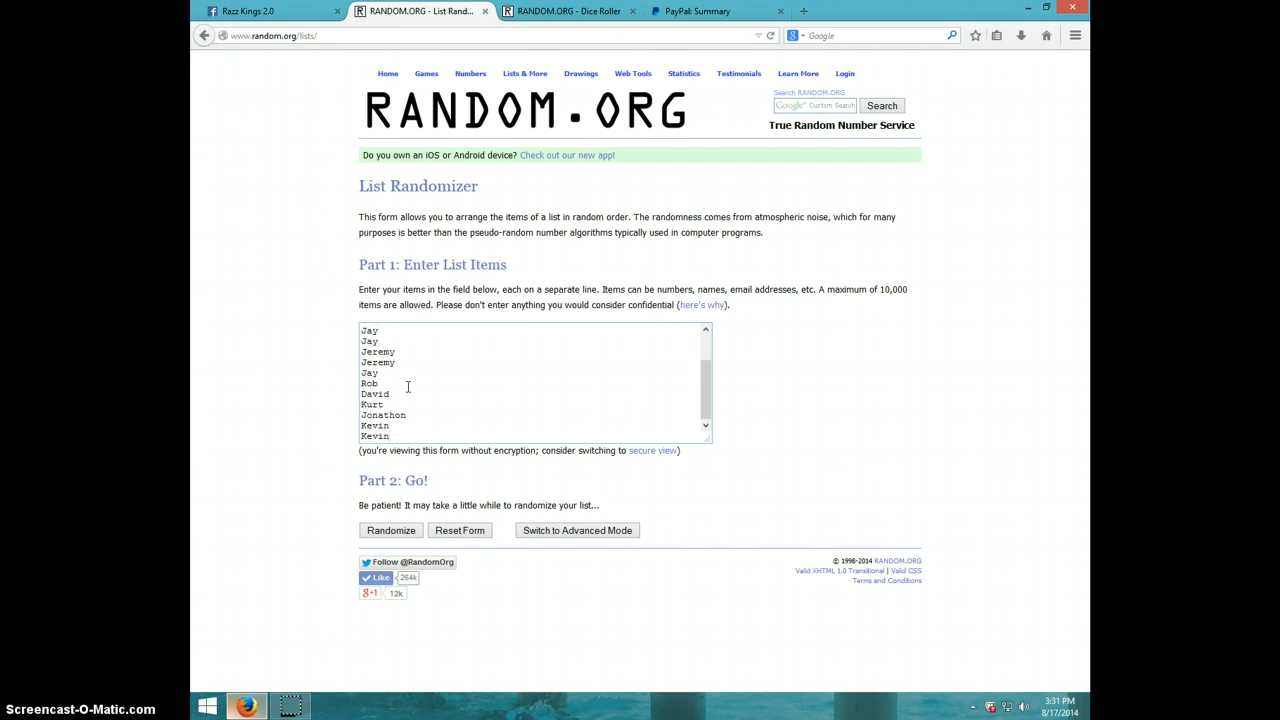 Razz Kings 2.0
RANDOM.ORG - List Rand...
RANDOM.ORG - Dice Roller
PayPal: Summary
www.random.org/lists/
Google
Home Games Numbers Lists & More Drawings Web Tools Statistics Testimonials Learn More Login
RANDOM.ORG
Search RANDOM.ORG
Google™ Custom Search
Search
True Random Number Service
Do you own an iOS or Android device? Check out our new app!
List Randomizer
This form allows you to arrange the items of a list in random order. The randomness comes from atmospheric noise, which for many
purposes is better than the pseudo-random number algorithms typically used in computer programs.
Part 1: Enter List Items
Enter your items in the field below, each on a separate line. Items can be numbers, names, email addresses, etc. A maximum of 10,000
items are allowed. Please don't enter anything you would consider confidential (here's why).
Jay
Jay
Jeremy
Jeremy
Jay
Rob
David
Kurt
Jonathon
Kevin
Kevin
(you're viewing this form without encryption; consider switching to secure view)
Part 2: Go!
Be patient! It may take a little while to randomize your list...
Randomize Reset Form Switch to Advanced Mode
Follow @RandomOrg
Like 264k
g+1 12k
© 1998-2014 RANDOM.ORG
Valid XHTML 1.0 Transitional | Valid CSS
Terms and Conditions
3:31 PM
8/17/2014
Screencast-O-Matic.com